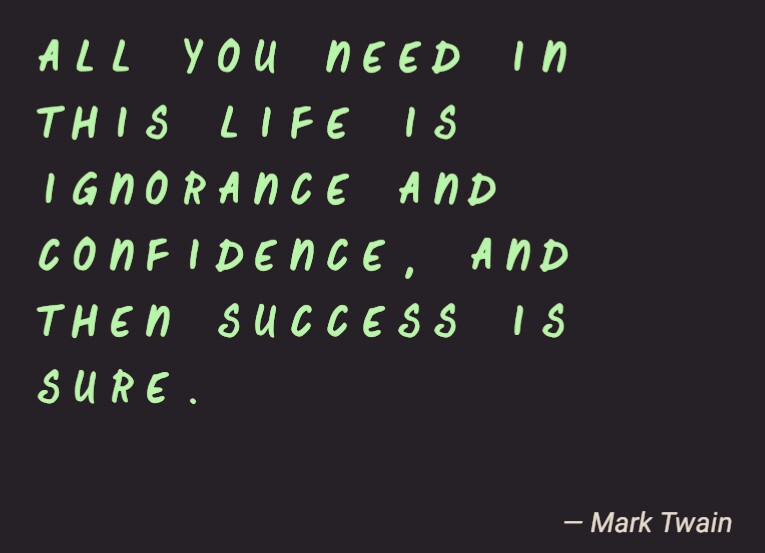 ALL YOU NEED IN
THIS LIFE IS
IGNORANCE AND
CONFIDENCE, AND
THEN SUCCESS IS
SURE.
— Mark Twain